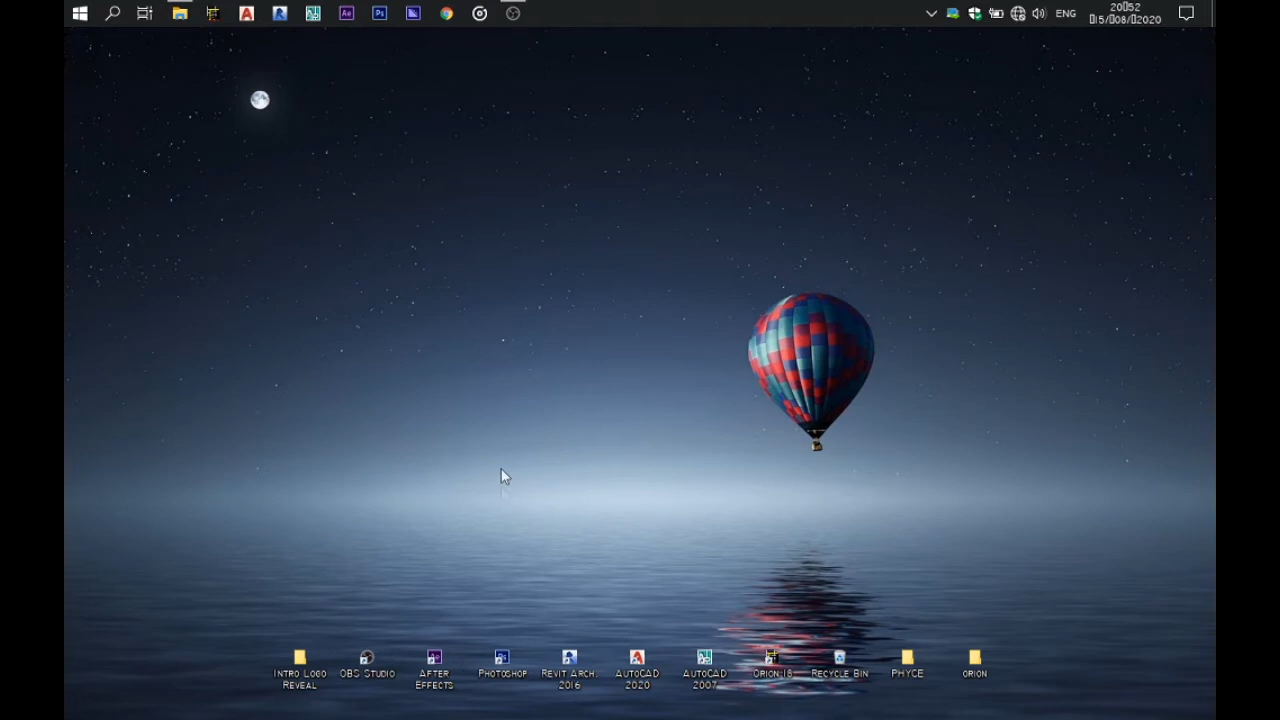 Ae
Ps
ENG
20▯52
▯15/▯08/▯2020
INTRO LOGO
REVEAL
OBS STUDIO
AFTER
EFFECTS
PHOTOSHOP
REVIT ARCH.
2016
AUTOCAD
2020
AUTOCAD
2007
ORION 18
RECYCLE BIN
PHYCE
ORION